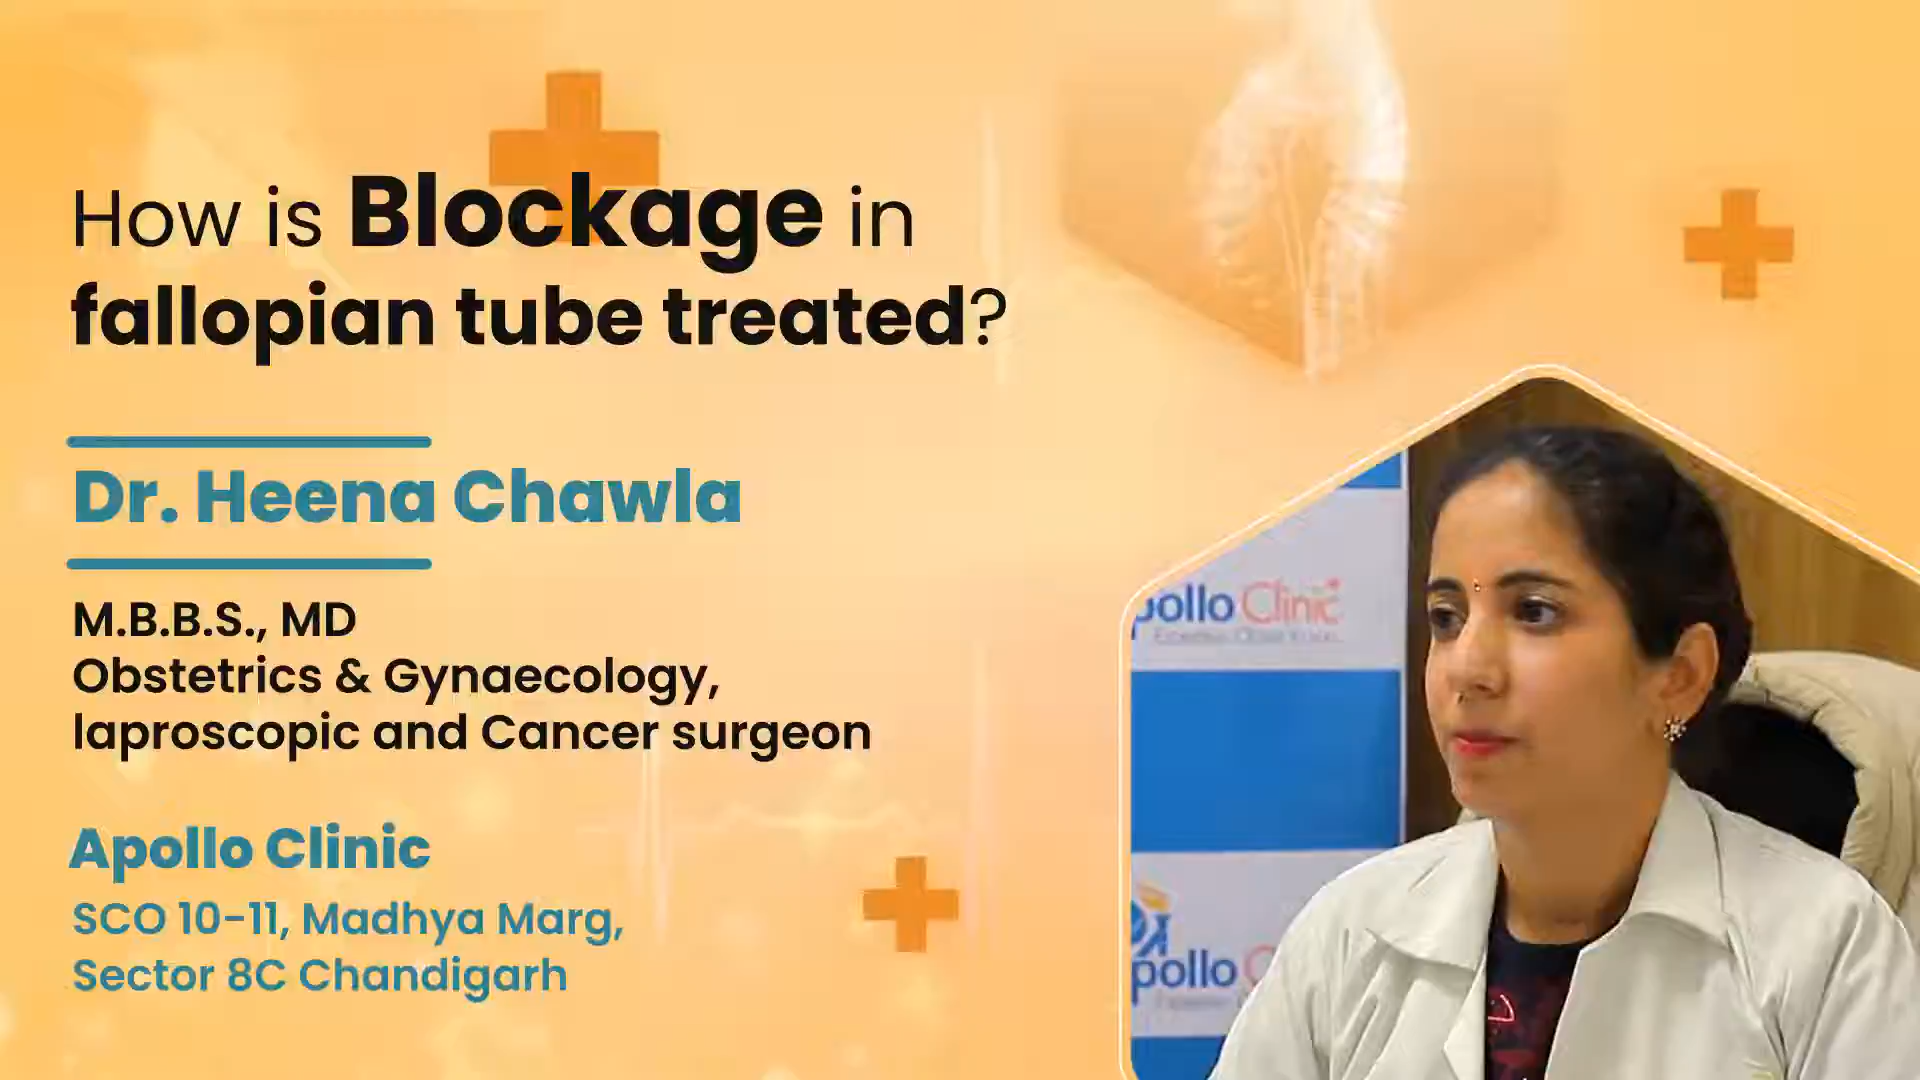 How is Blockage in
fallopian tube treated?
Dr. Heena Chawla
M.B.B.S., MD
Obstetrics & Gynaecology,
laproscopic and Cancer surgeon
Apollo Clinic
SCO 10-11, Madhya Marg,
Sector 8C Chandigarh
pollo Clinic
pollo C